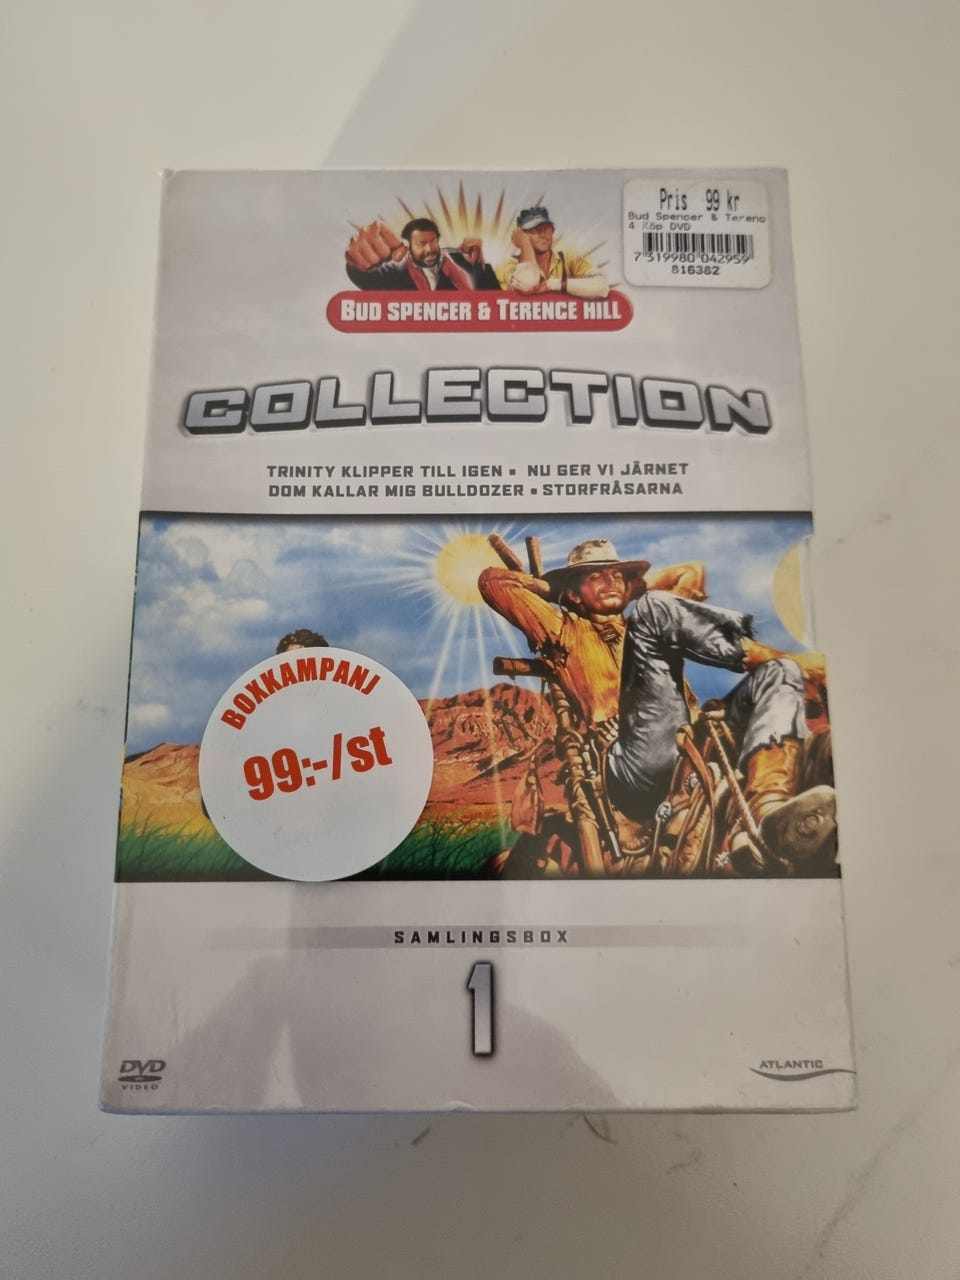 Pris 99 kr
Bud Spencer & Terenc
4 Köp DVD
7 319980 042959
816382
BUD SPENCER & TERENCE HILL
COLLECTION
TRINITY KLIPPER TILL IGEN ▪ NU GER VI JÄRNET
DOM KALLAR MIG BULLDOZER ▪ STORFRÅSARNA
BOXKAMPANJ
99:-/st
SAMLINGSBOX
1
DVD
VIDEO
ATLANTIC